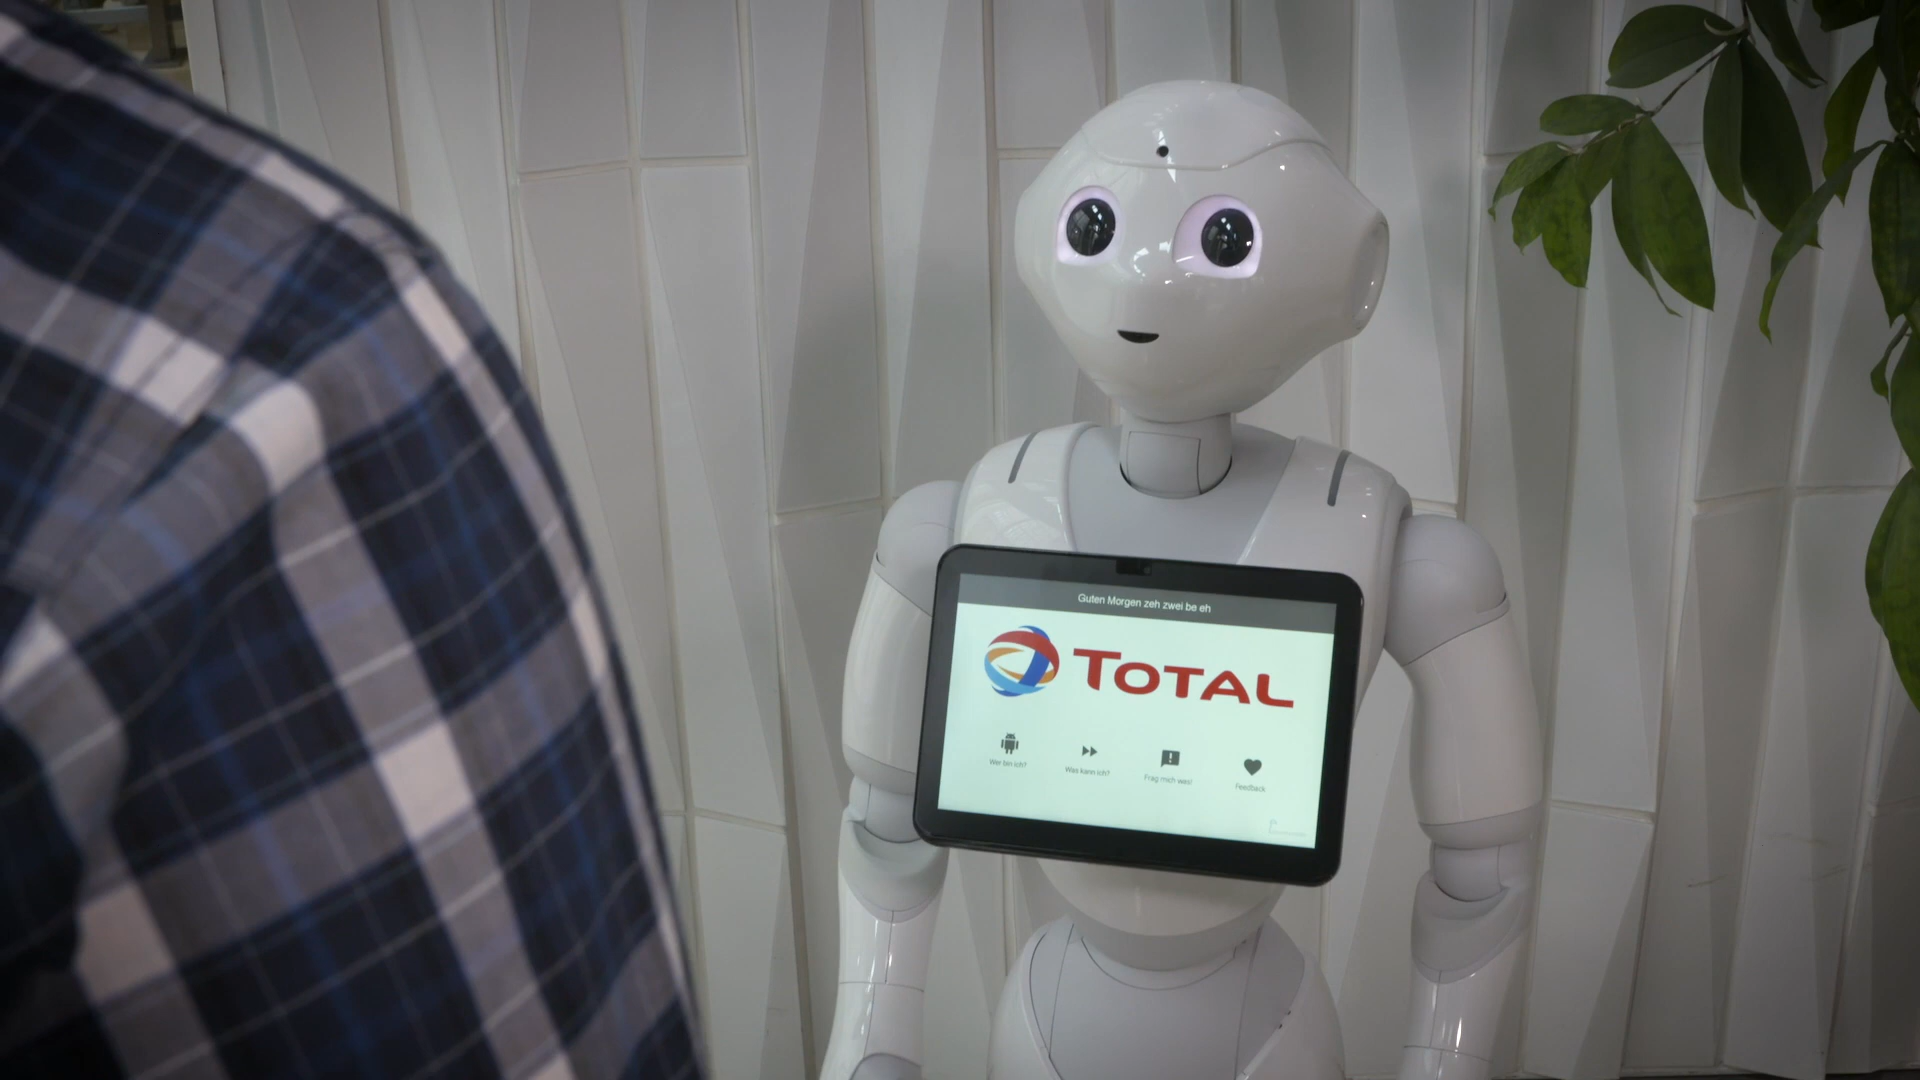 Guten Morgen zeh zwei be eh
TOTAL
Wer bin ich?
Was kann ich?
Frag mich was!
Feedback